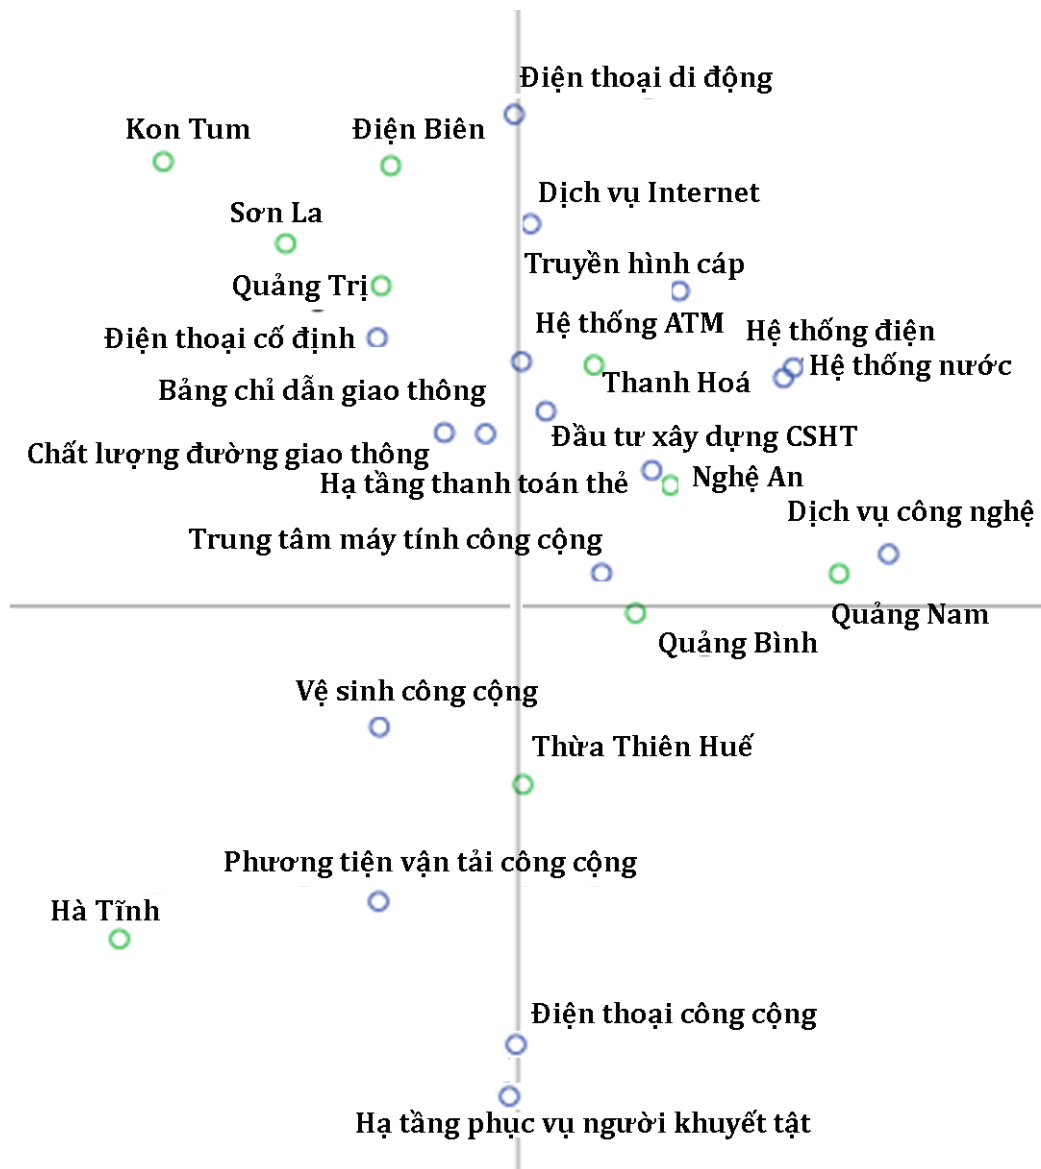 Điện thoại di động
Kon Tum
Điện Biên
Dịch vụ Internet
Sơn La
Truyền hình cáp
Quảng Trị
Hệ thống ATM
Hệ thống điện
Điện thoại cố định
Hệ thống nước
Thanh Hoá
Bảng chỉ dẫn giao thông
Đầu tư xây dựng CSHT
Chất lượng đường giao thông
Nghệ An
Hạ tầng thanh toán thẻ
Dịch vụ công nghệ
Trung tâm máy tính công cộng
Quảng Nam
Quảng Bình
Vệ sinh công cộng
Thừa Thiên Huế
Phương tiện vận tải công cộng
Hà Tĩnh
Điện thoại công cộng
Hạ tầng phục vụ người khuyết tật